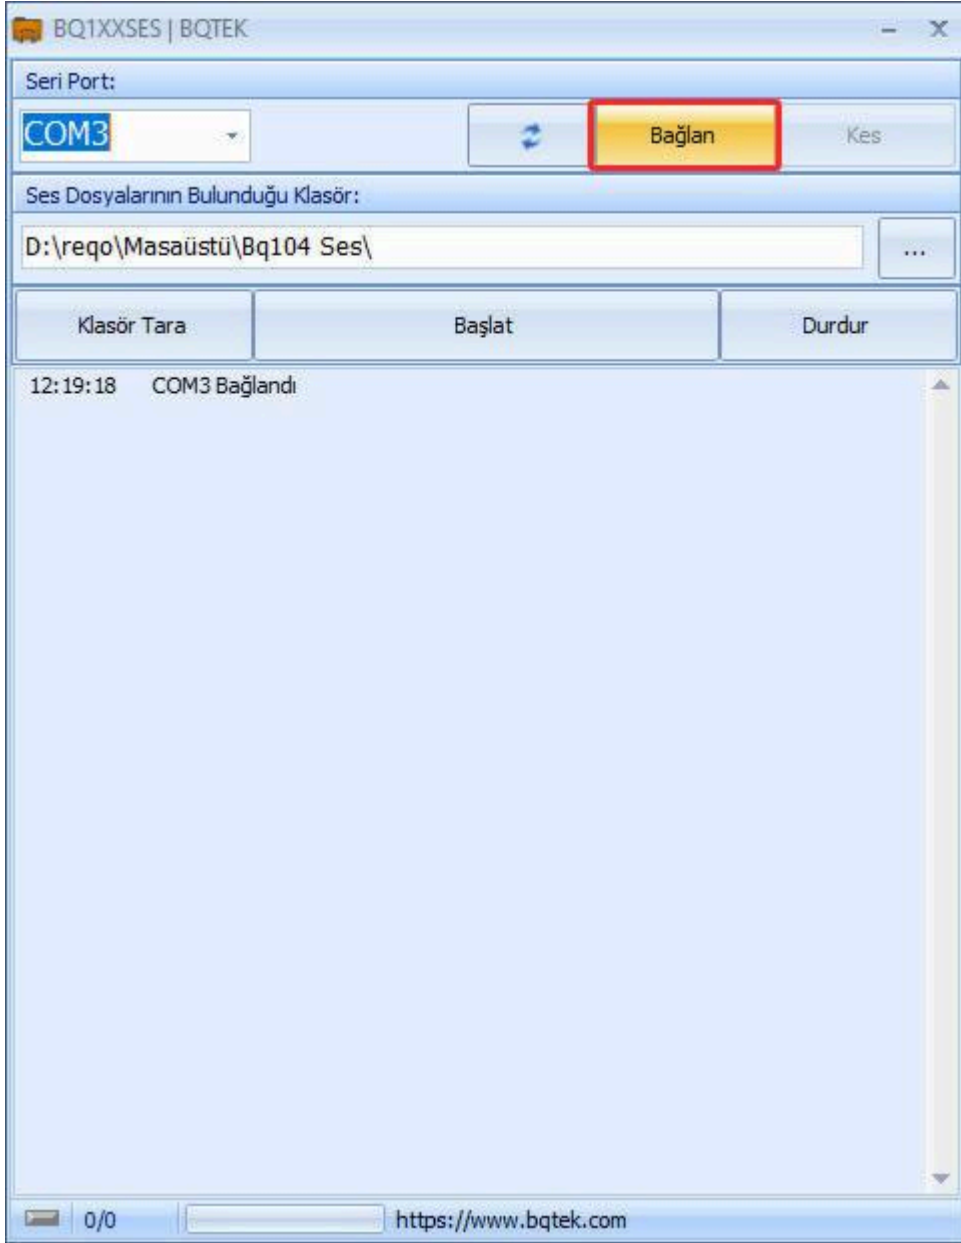 BQ1XXSES | BQTEK
Seri Port:
COM3 Bağlan Kes
Ses Dosyalarının Bulunduğu Klasör:
D:\reqo\Masaüstü\Bq104 Ses\ ...
Klasör Tara Başlat Durdur
12:19:18 COM3 Bağlandı
0/0 https://www.bqtek.com